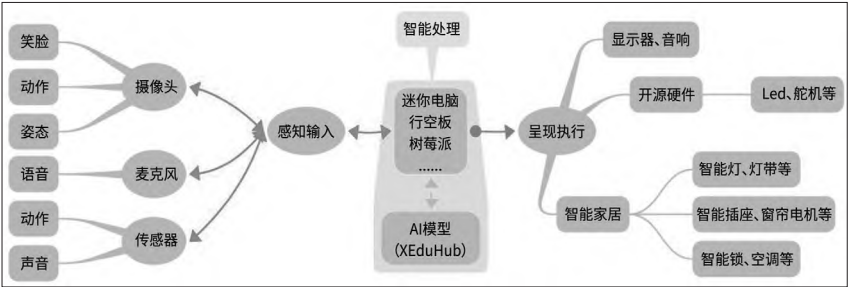 笑脸
动作
姿态
语音
动作
声音
摄像头
麦克风
传感器
感知输入
智能处理
迷你电脑
行空板
树莓派
……
AI模型
(XEduHub)
呈现执行
显示器、音响
开源硬件
Led、舵机等
智能家居
智能灯、灯带等
智能插座、窗帘电机等
智能锁、空调等